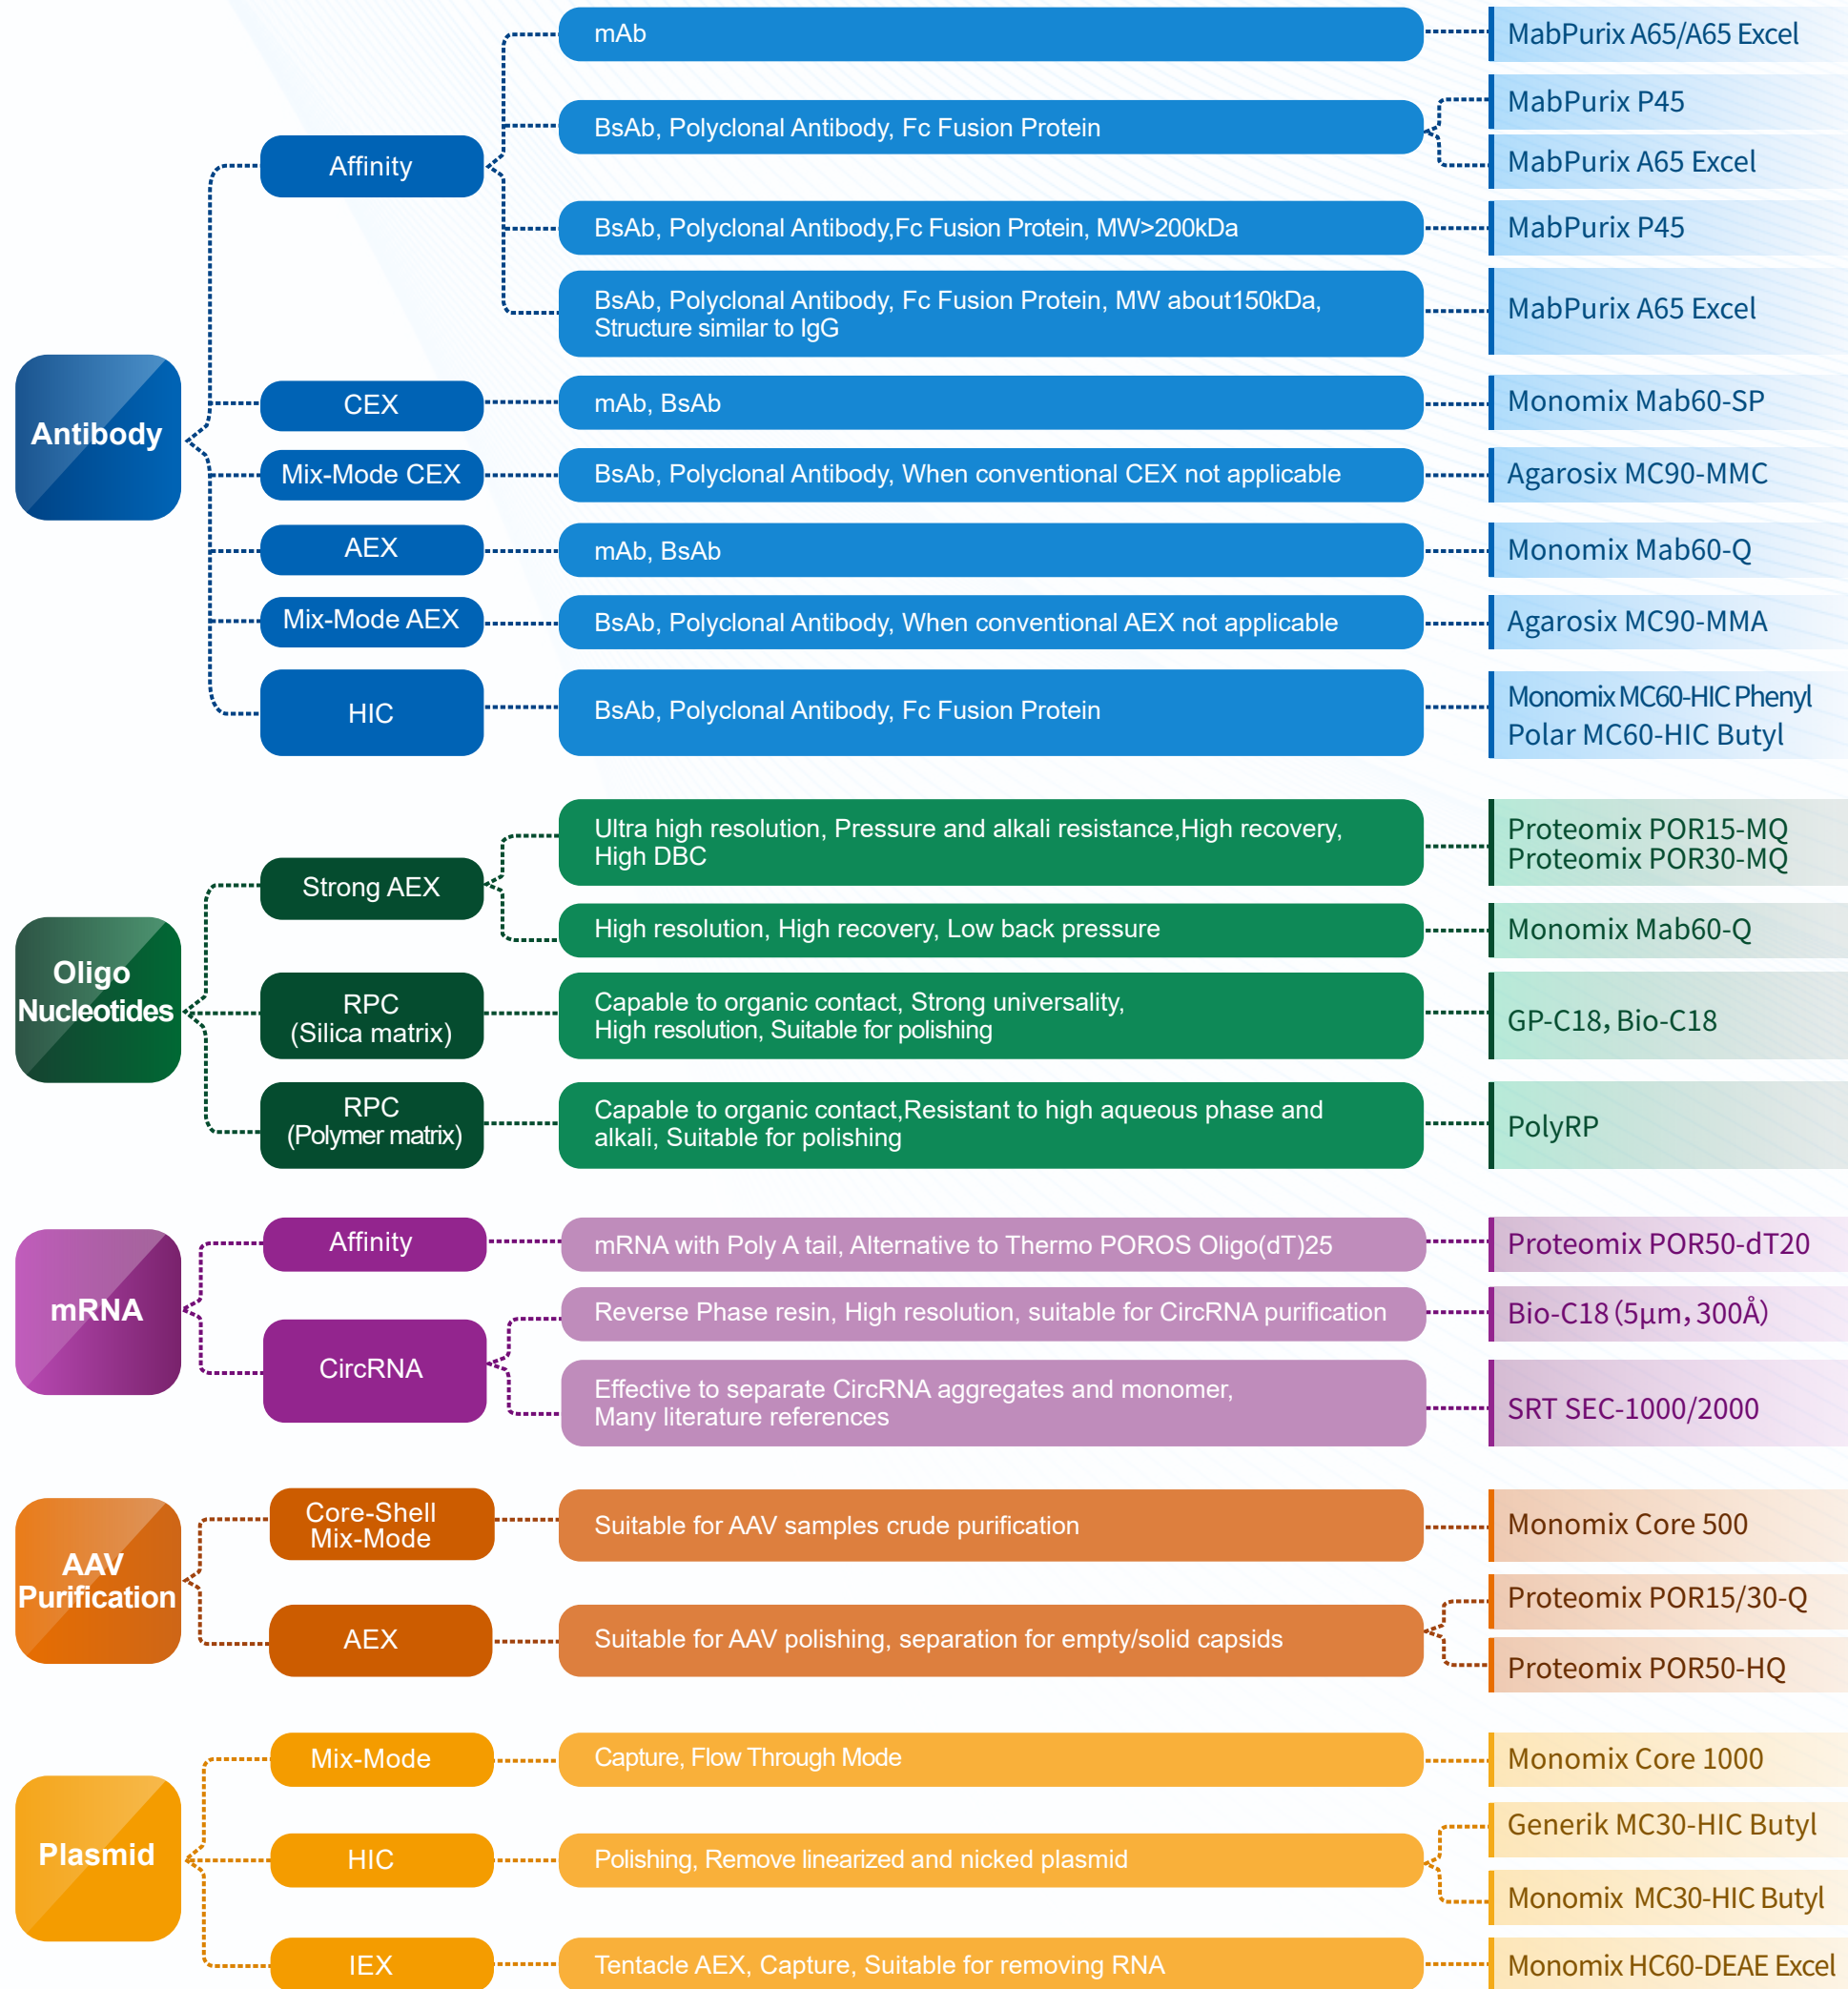 Antibody
Affinity
mAb
MabPurix A65/A65 Excel
BsAb, Polyclonal Antibody, Fc Fusion Protein
MabPurix P45
MabPurix A65 Excel
BsAb, Polyclonal Antibody,Fc Fusion Protein, MW>200kDa
MabPurix P45
BsAb, Polyclonal Antibody, Fc Fusion Protein, MW about150kDa,
Structure similar to IgG
MabPurix A65 Excel
CEX
mAb, BsAb
Monomix Mab60-SP
Mix-Mode CEX
BsAb, Polyclonal Antibody, When conventional CEX not applicable
Agarosix MC90-MMC
AEX
mAb, BsAb
Monomix Mab60-Q
Mix-Mode AEX
BsAb, Polyclonal Antibody, When conventional AEX not applicable
Agarosix MC90-MMA
HIC
BsAb, Polyclonal Antibody, Fc Fusion Protein
Monomix MC60-HIC Phenyl
Polar MC60-HIC Butyl
Oligo
Nucleotides
Strong AEX
Ultra high resolution, Pressure and alkali resistance,High recovery,
High DBC
Proteomix POR15-MQ
Proteomix POR30-MQ
High resolution, High recovery, Low back pressure
Monomix Mab60-Q
RPC
(Silica matrix)
Capable to organic contact, Strong universality,
High resolution, Suitable for polishing
GP-C18，Bio-C18
RPC
(Polymer matrix)
Capable to organic contact,Resistant to high aqueous phase and
alkali, Suitable for polishing
PolyRP
mRNA
Affinity
mRNA with Poly A tail, Alternative to Thermo POROS Oligo(dT)25
Proteomix POR50-dT20
CircRNA
Reverse Phase resin, High resolution, suitable for CircRNA purification
Bio-C18（5μm，300Å）
Effective to separate CircRNA aggregates and monomer,
Many literature references
SRT SEC-1000/2000
AAV
Purification
Core-Shell
Mix-Mode
Suitable for AAV samples crude purification
Monomix Core 500
AEX
Suitable for AAV polishing, separation for empty/solid capsids
Proteomix POR15/30-Q
Proteomix POR50-HQ
Plasmid
Mix-Mode
Capture, Flow Through Mode
Monomix Core 1000
HIC
Polishing, Remove linearized and nicked plasmid
Generik MC30-HIC Butyl
Monomix MC30-HIC Butyl
IEX
Tentacle AEX, Capture, Suitable for removing RNA
Monomix HC60-DEAE Excel